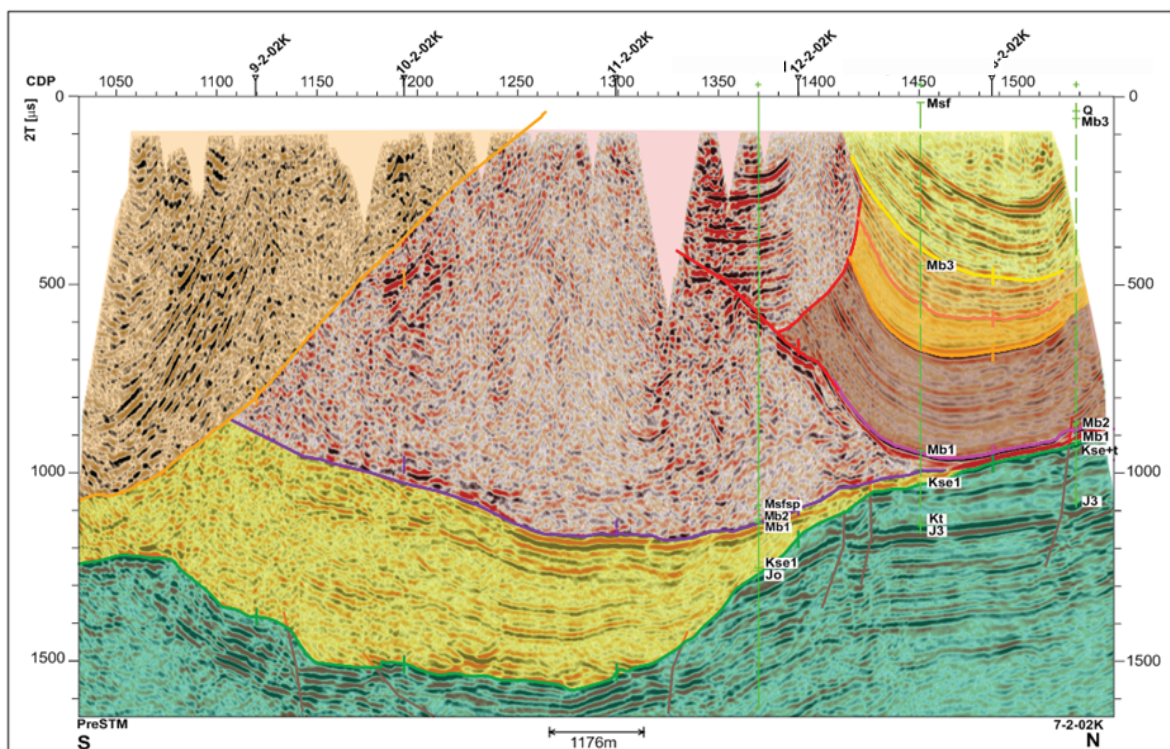 9-2-02K
10-2-02K
11-2-02K
12-2-02K
-2-02K
CDP 1050 1100 1150 1200 1250 1300 1350 1400 1450 1500
2T [µs]
0 0
Msf
Q
Mb3
Mb3
500 500
Mb2
Mb1
Mb1
Kse+t
1000 1000
Kse1
Msfsp
J3
Mb2
Kt
Mb1
J3
Kse1
Jo
1500 1500
PreSTM 7-2-02K
S N
1176m